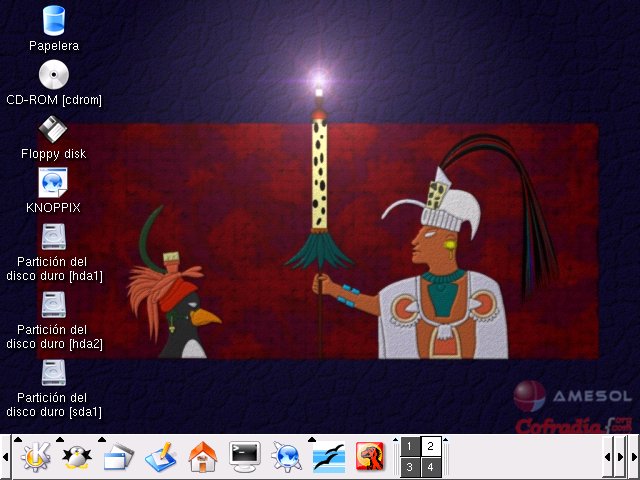 Papelera
CD-ROM [cdrom]
Floppy disk
KNOPPIX
Partición del
disco duro [hda1]
Partición del
disco duro [hda2]
Partición del
disco duro [sda1]
AMESOL
Cofradia
1 2
3 4